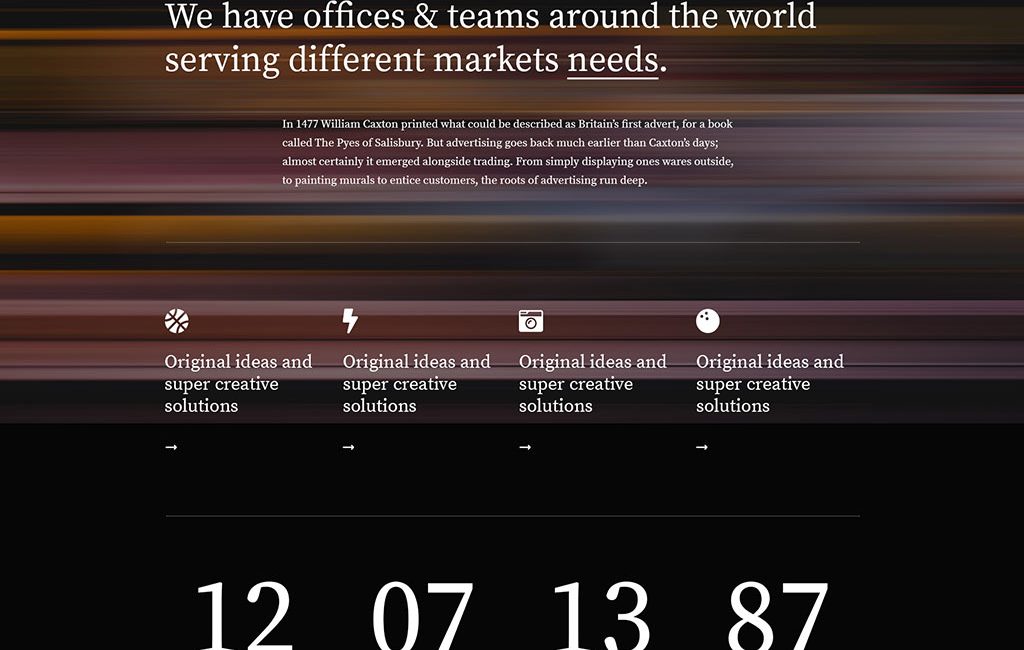 We have offices & teams around the world
serving different markets needs.
In 1477 William Caxton printed what could be described as Britain's first advert, for a book
called The Pyes of Salisbury. But advertising goes back much earlier than Caxton's days;
almost certainly it emerged alongside trading. From simply displaying ones wares outside,
to painting murals to entice customers, the roots of advertising run deep.
Original ideas and
super creative
solutions
→
Original ideas and
super creative
solutions
→
Original ideas and
super creative
solutions
→
Original ideas and
super creative
solutions
→
12 07 13 87